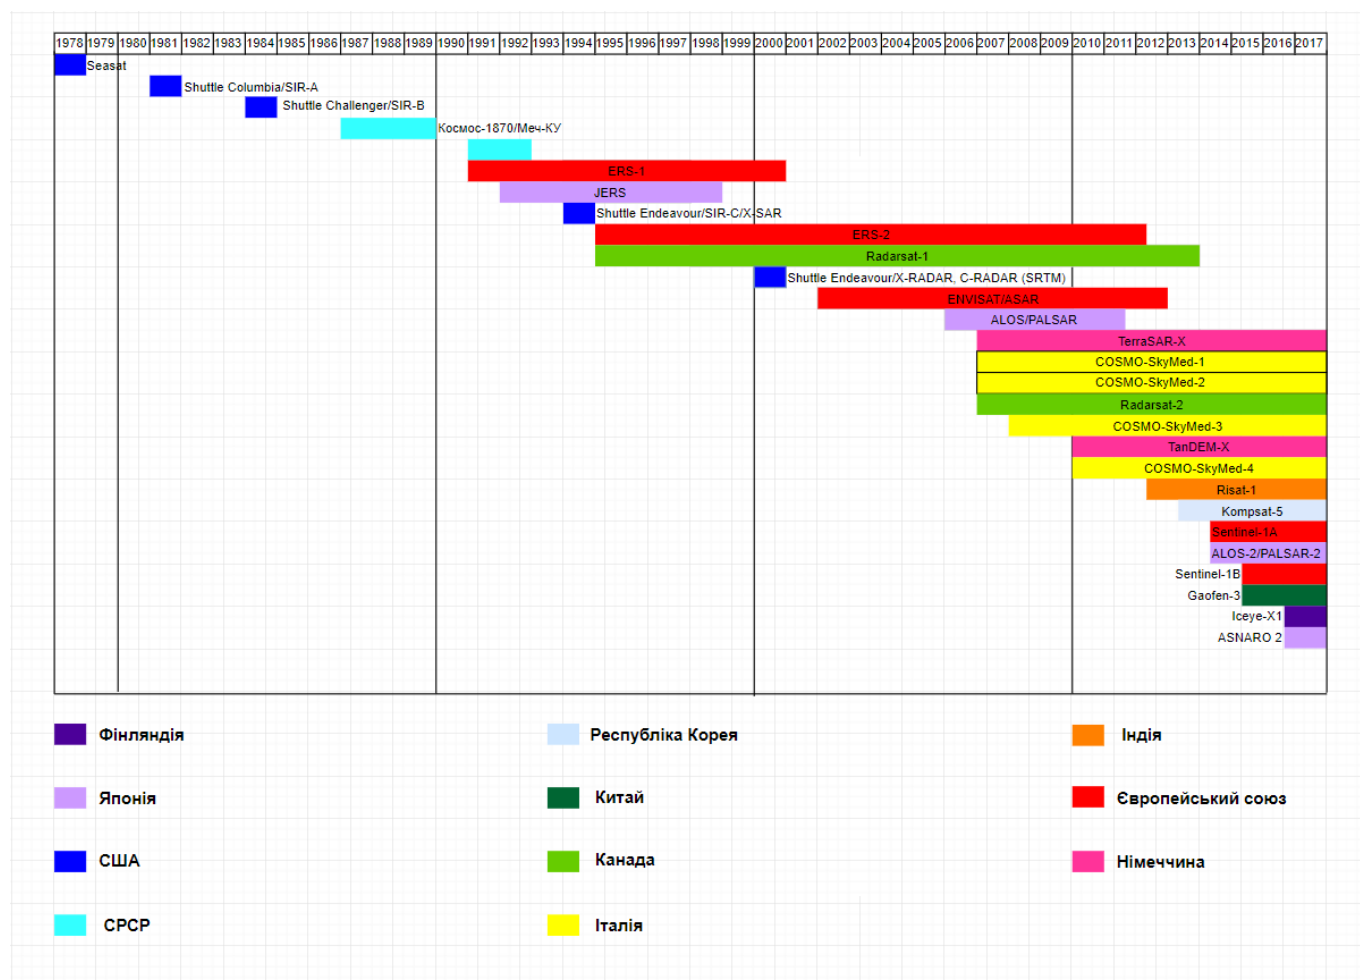 1978 1979 1980 1981 1982 1983 1984 1985 1986 1987 1988 1989 1990 1991 1992 1993 1994 1995 1996 1997 1998 1999 2000 2001 2002 2003 2004 2005 2006 2007 2008 2009 2010 2011 2012 2013 2014 2015 2016 2017
Seasat
Shuttle Columbia/SIR-A
Shuttle Challenger/SIR-B
Космос-1870/Меч-КУ
ERS-1
JERS
Shuttle Endeavour/SIR-C/X-SAR
ERS-2
Radarsat-1
Shuttle Endeavour/X-RADAR, C-RADAR (SRTM)
ENVISAT/ASAR
ALOS/PALSAR
TerraSAR-X
COSMO-SkyMed-1
COSMO-SkyMed-2
Radarsat-2
COSMO-SkyMed-3
TanDEM-X
COSMO-SkyMed-4
Risat-1
Kompsat-5
Sentinel-1A
ALOS-2/PALSAR-2
Sentinel-1B
Gaofen-3
Iceye-X1
ASNARO 2
Фінляндія Республіка Корея Індія
Японія Китай Європейський союз
США Канада Німеччина
СРСР Італія